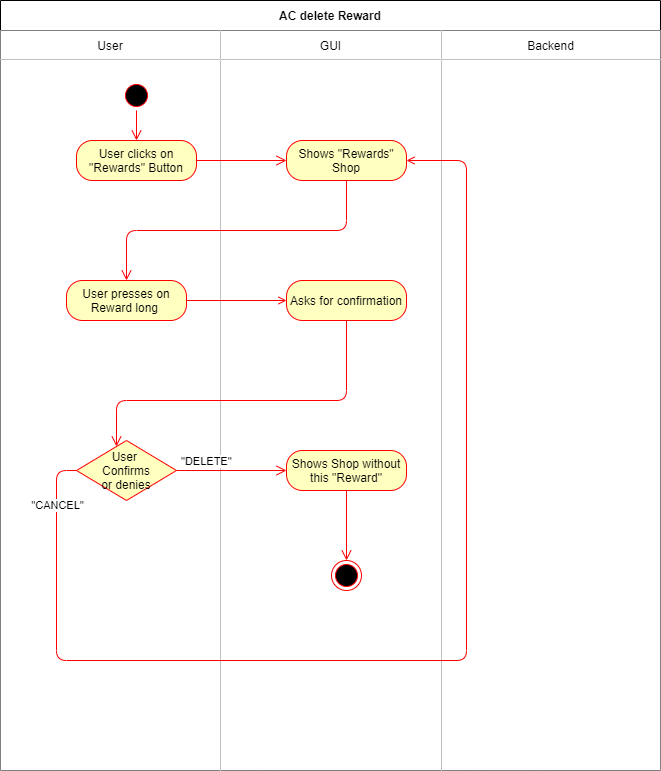 AC delete Reward
User
GUI
Backend
User clicks on
"Rewards" Button
Shows "Rewards"
Shop
User presses on
Reward long
Asks for confirmation
User
Confirms
or denies
"DELETE"
Shows Shop without
this "Reward"
"CANCEL"